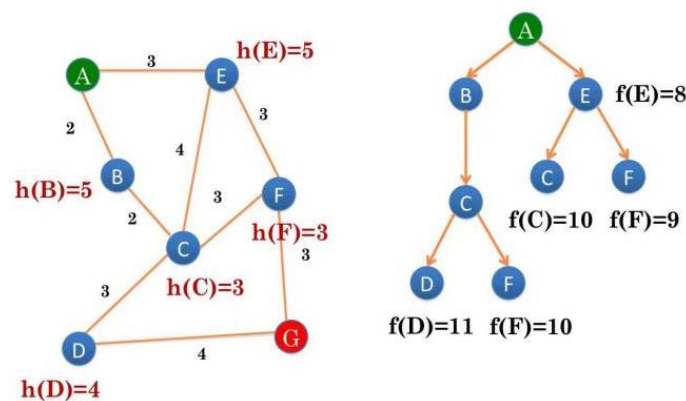 A
3
E
h(E)=5
2
4
3
B
h(B)=5
2
3
F
h(F)=3
C
h(C)=3
3
3
D
h(D)=4
4
G
A
B
E
f(E)=8
C
F
f(C)=10
f(F)=9
C
D
F
f(D)=11
f(F)=10